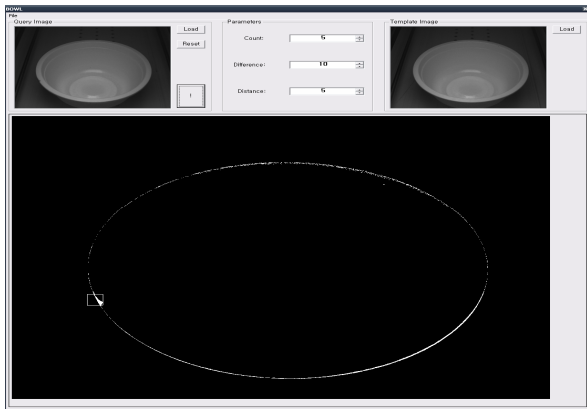 BOWL
File
Query Image
Load
Reset
!
Parameters
Count: 5
Difference: 10
Distance: 5
Template Image
Load